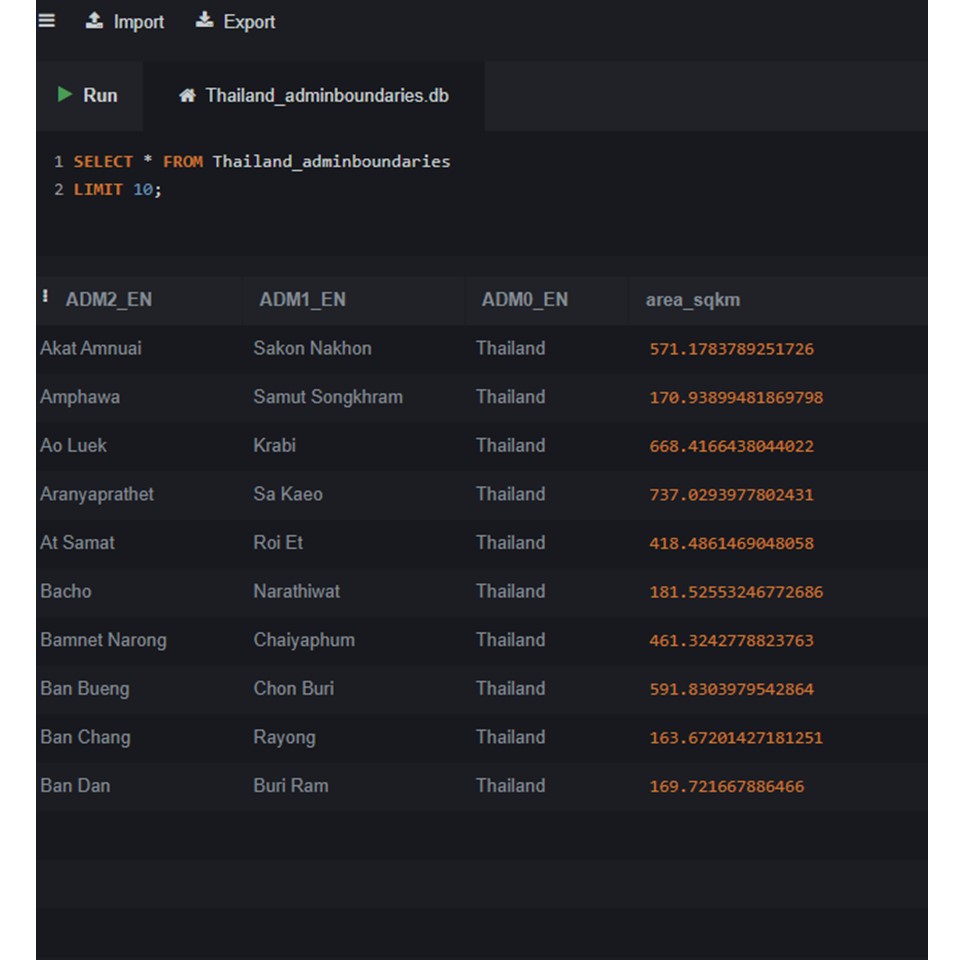 Import Export
Run Thailand_adminboundaries.db
1 SELECT * FROM Thailand_adminboundaries
2 LIMIT 10;
ADM2_EN ADM1_EN ADM0_EN area_sqkm
Akat Amnuai Sakon Nakhon Thailand 571.1783789251726
Amphawa Samut Songkhram Thailand 170.93899481869798
Ao Luek Krabi Thailand 668.4166438044022
Aranyaprathet Sa Kaeo Thailand 737.0293977802431
At Samat Roi Et Thailand 418.4861469048058
Bacho Narathiwat Thailand 181.52553246772686
Bamnet Narong Chaiyaphum Thailand 461.3242778823763
Ban Bueng Chon Buri Thailand 591.8303979542864
Ban Chang Rayong Thailand 163.67201427181251
Ban Dan Buri Ram Thailand 169.721667886466